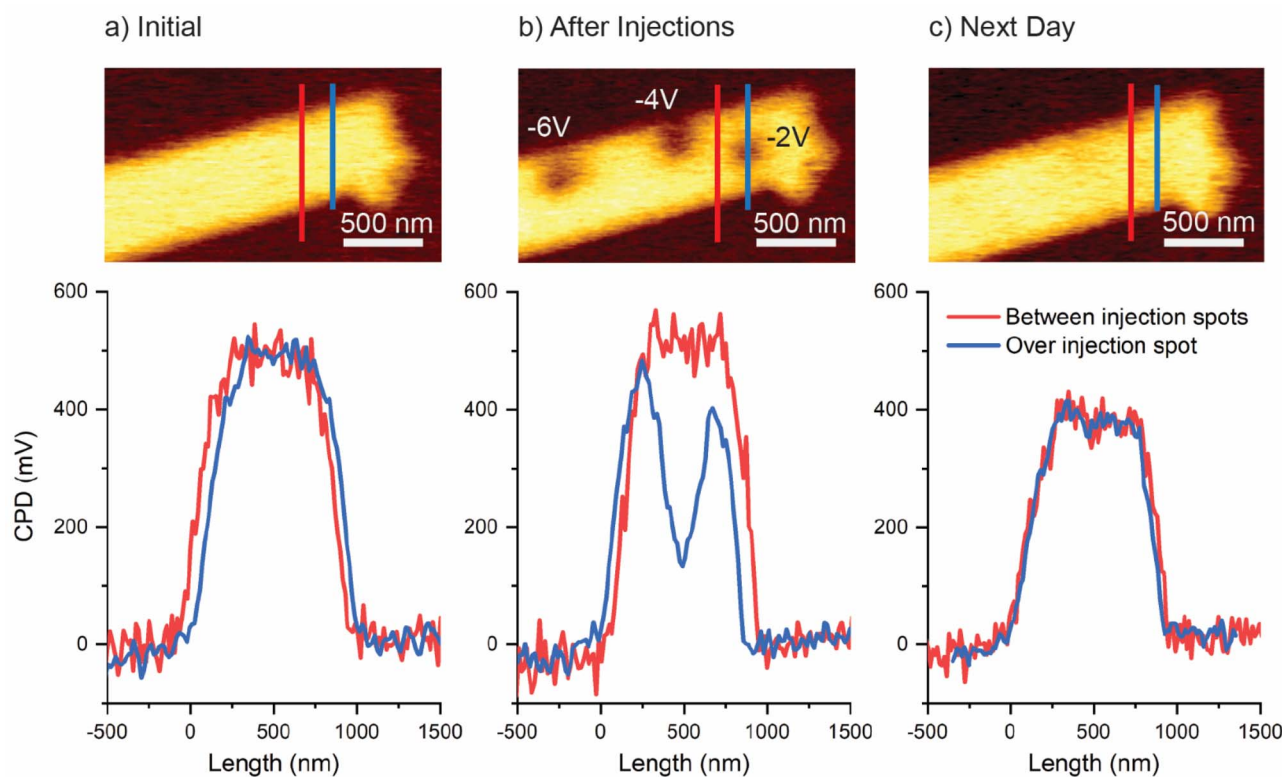 a) Initial
b) After Injections
c) Next Day
500 nm
-6V
-4V
-2V
500 nm
500 nm
CPD (mV)
600
400
200
0
-500 0 500 1000 1500
Length (nm)
600
400
200
0
-500 0 500 1000 1500
Length (nm)
600
400
200
0
Between injection spots
Over injection spot
-500 0 500 1000 1500
Length (nm)